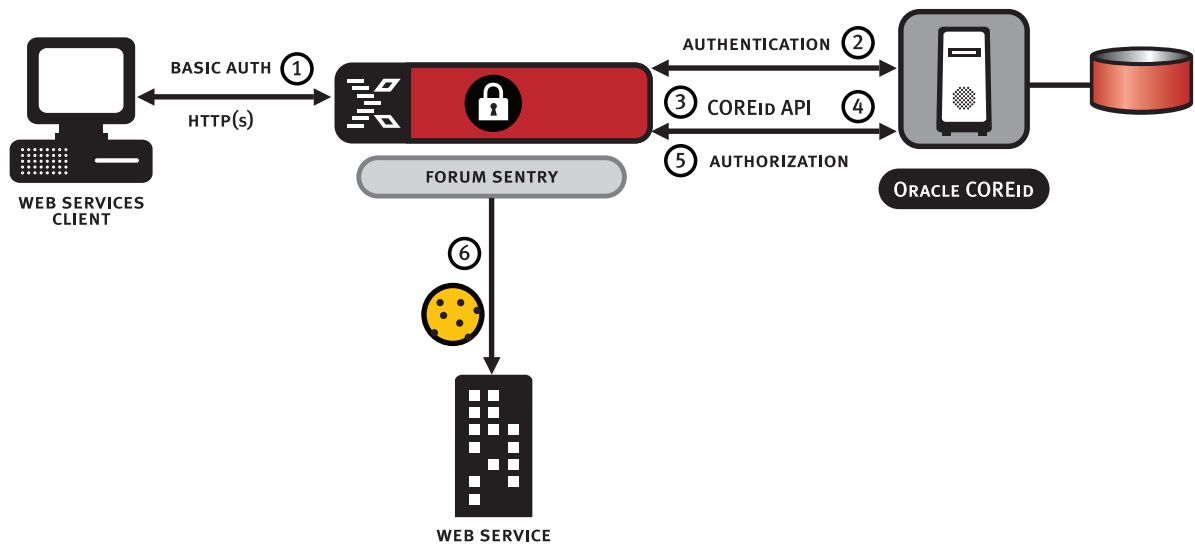 BASIC AUTH 1
HTTP(S)
WEB SERVICES
CLIENT
FORUM SENTRY
AUTHENTICATION 2
3 COREID API 4
5 AUTHORIZATION
ORACLE COREID
6
WEB SERVICE